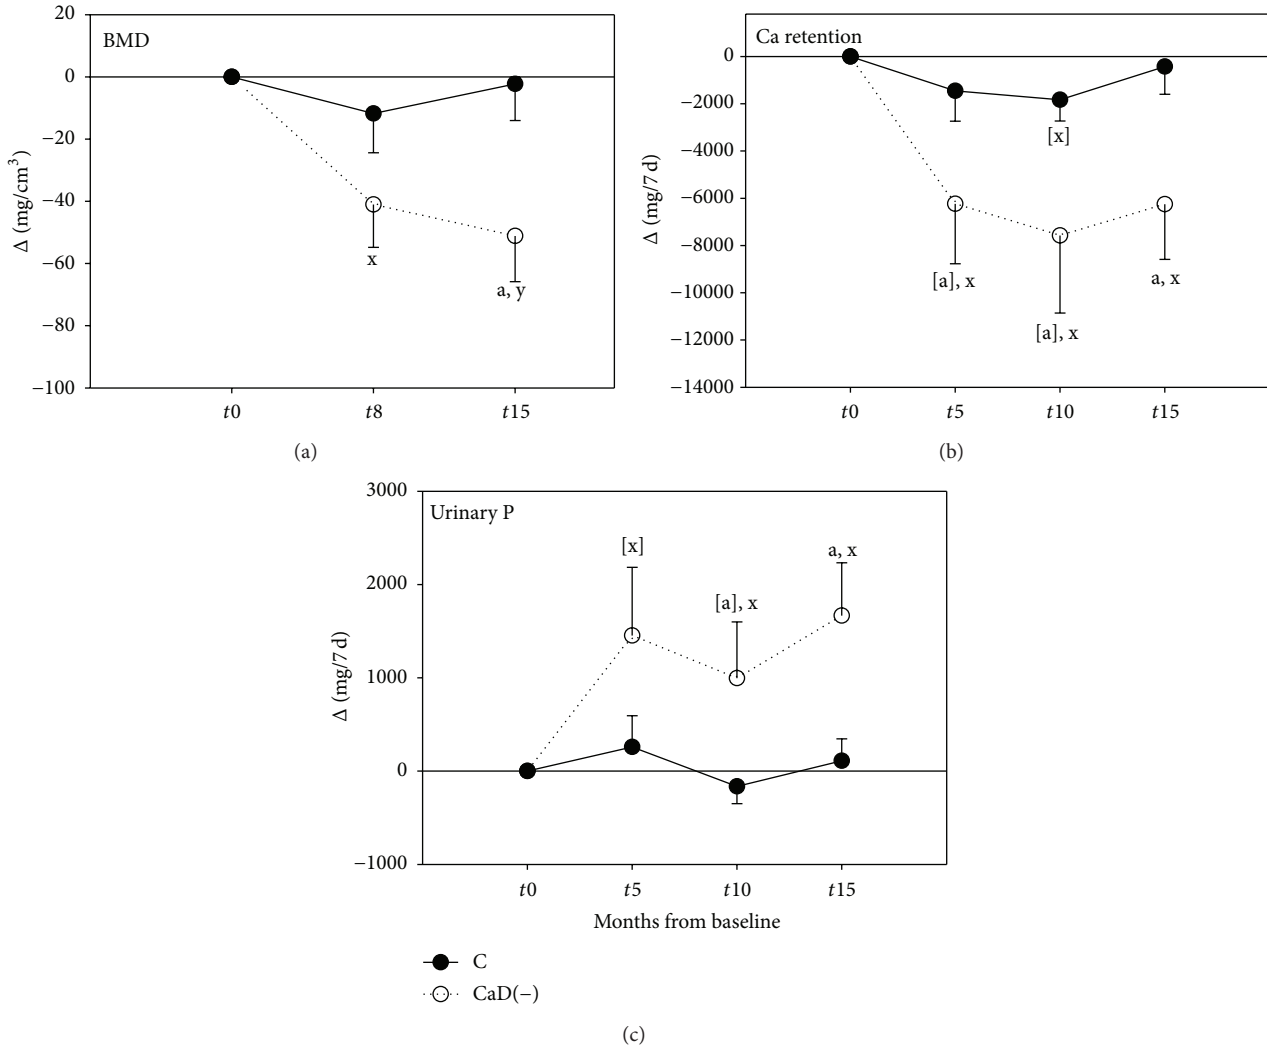 BMD
Δ (mg/cm³)
20
0
−20
−40
−60
−80
−100
x
a, y
t0
t8
t15
(a)
Ca retention
Δ (mg/7 d)
0
−2000
−4000
−6000
−8000
−10000
−12000
−14000
[x]
[a], x
[a], x
a, x
t0
t5
t10
t15
(b)
Urinary P
Δ (mg/7 d)
3000
2000
1000
0
−1000
[x]
[a], x
a, x
t0
t5
t10
t15
Months from baseline
C
CaD(−)
(c)